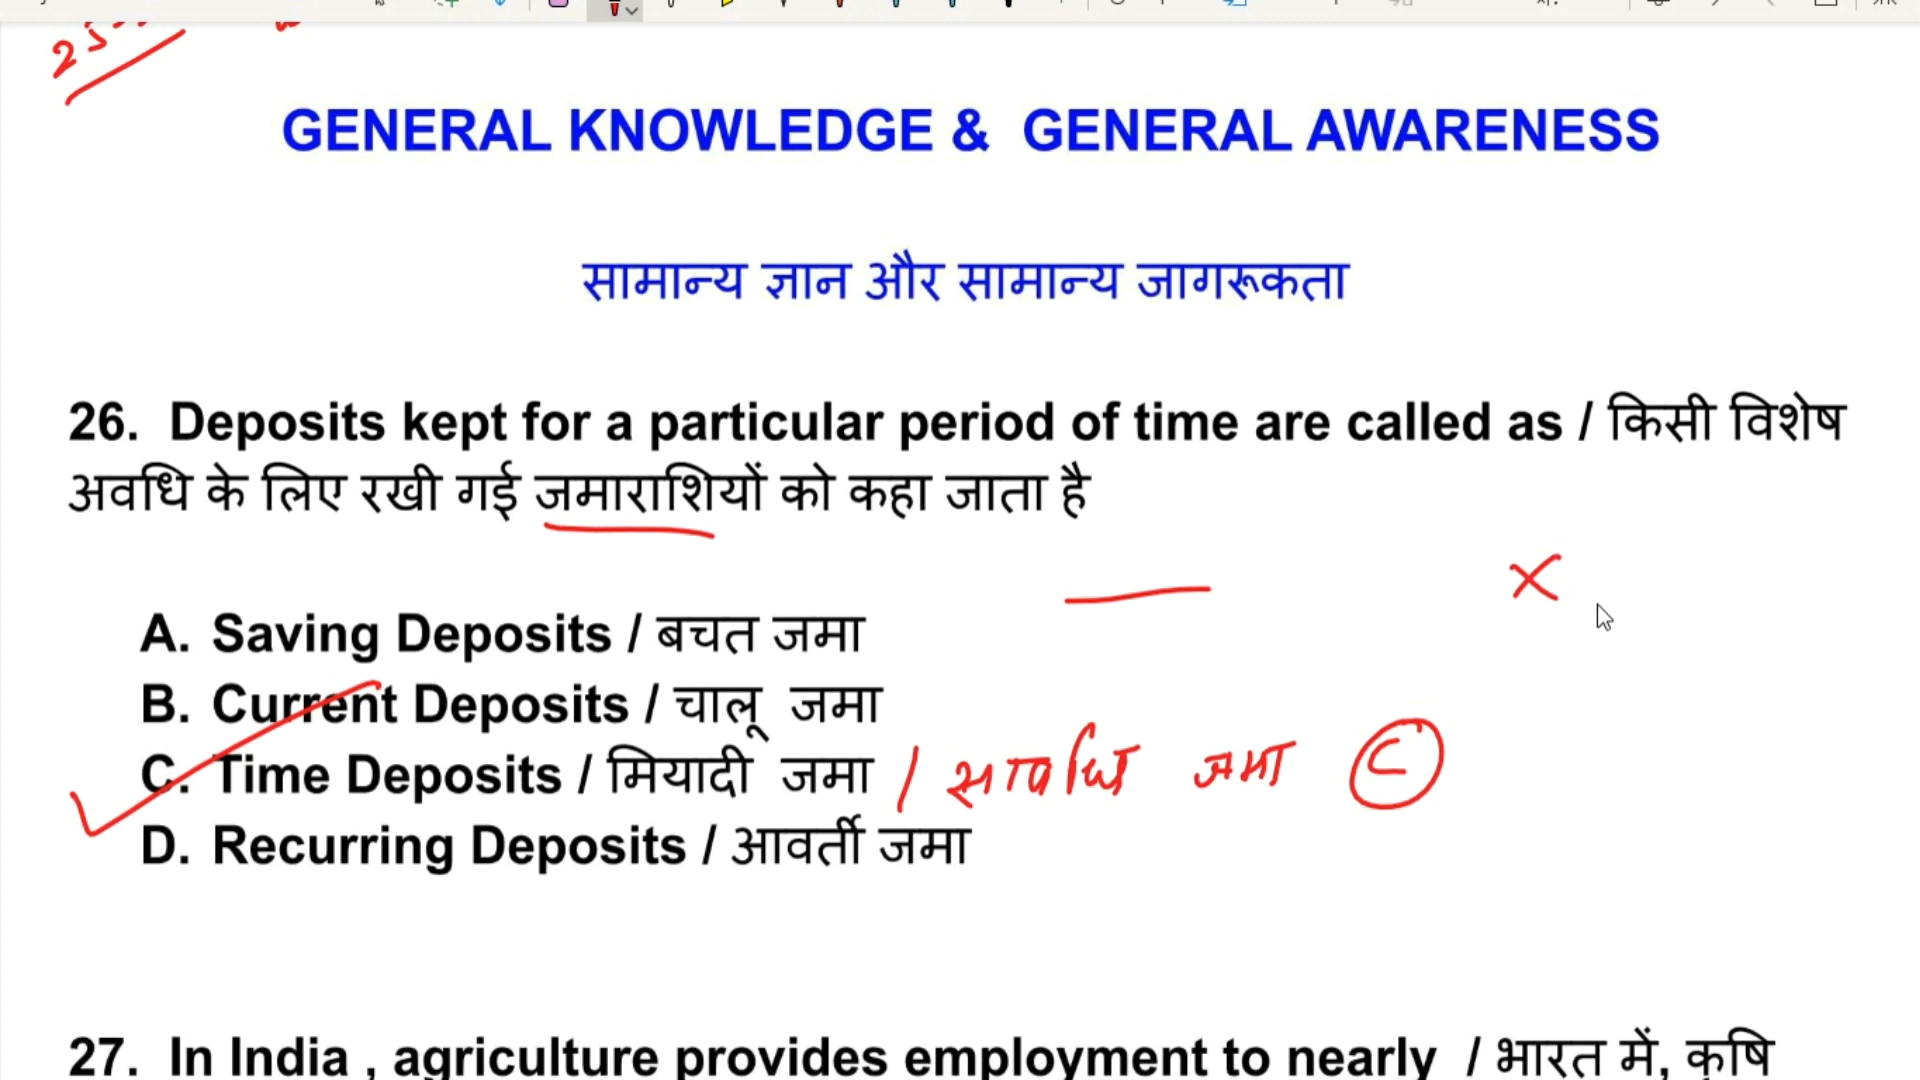 25
GENERAL KNOWLEDGE & GENERAL AWARENESS
सामान्य ज्ञान और सामान्य जागरूकता
26. Deposits kept for a particular period of time are called as / किसी विशेष
अवधि के लिए रखी गई जमाराशियों को कहा जाता है
A. Saving Deposits / बचत जमा
B. Current Deposits / चालू जमा
C. Time Deposits / मियादी जमा / सावधि जमा C
D. Recurring Deposits / आवर्ती जमा
27. In India , agriculture provides employment to nearly / भारत में, कृषि